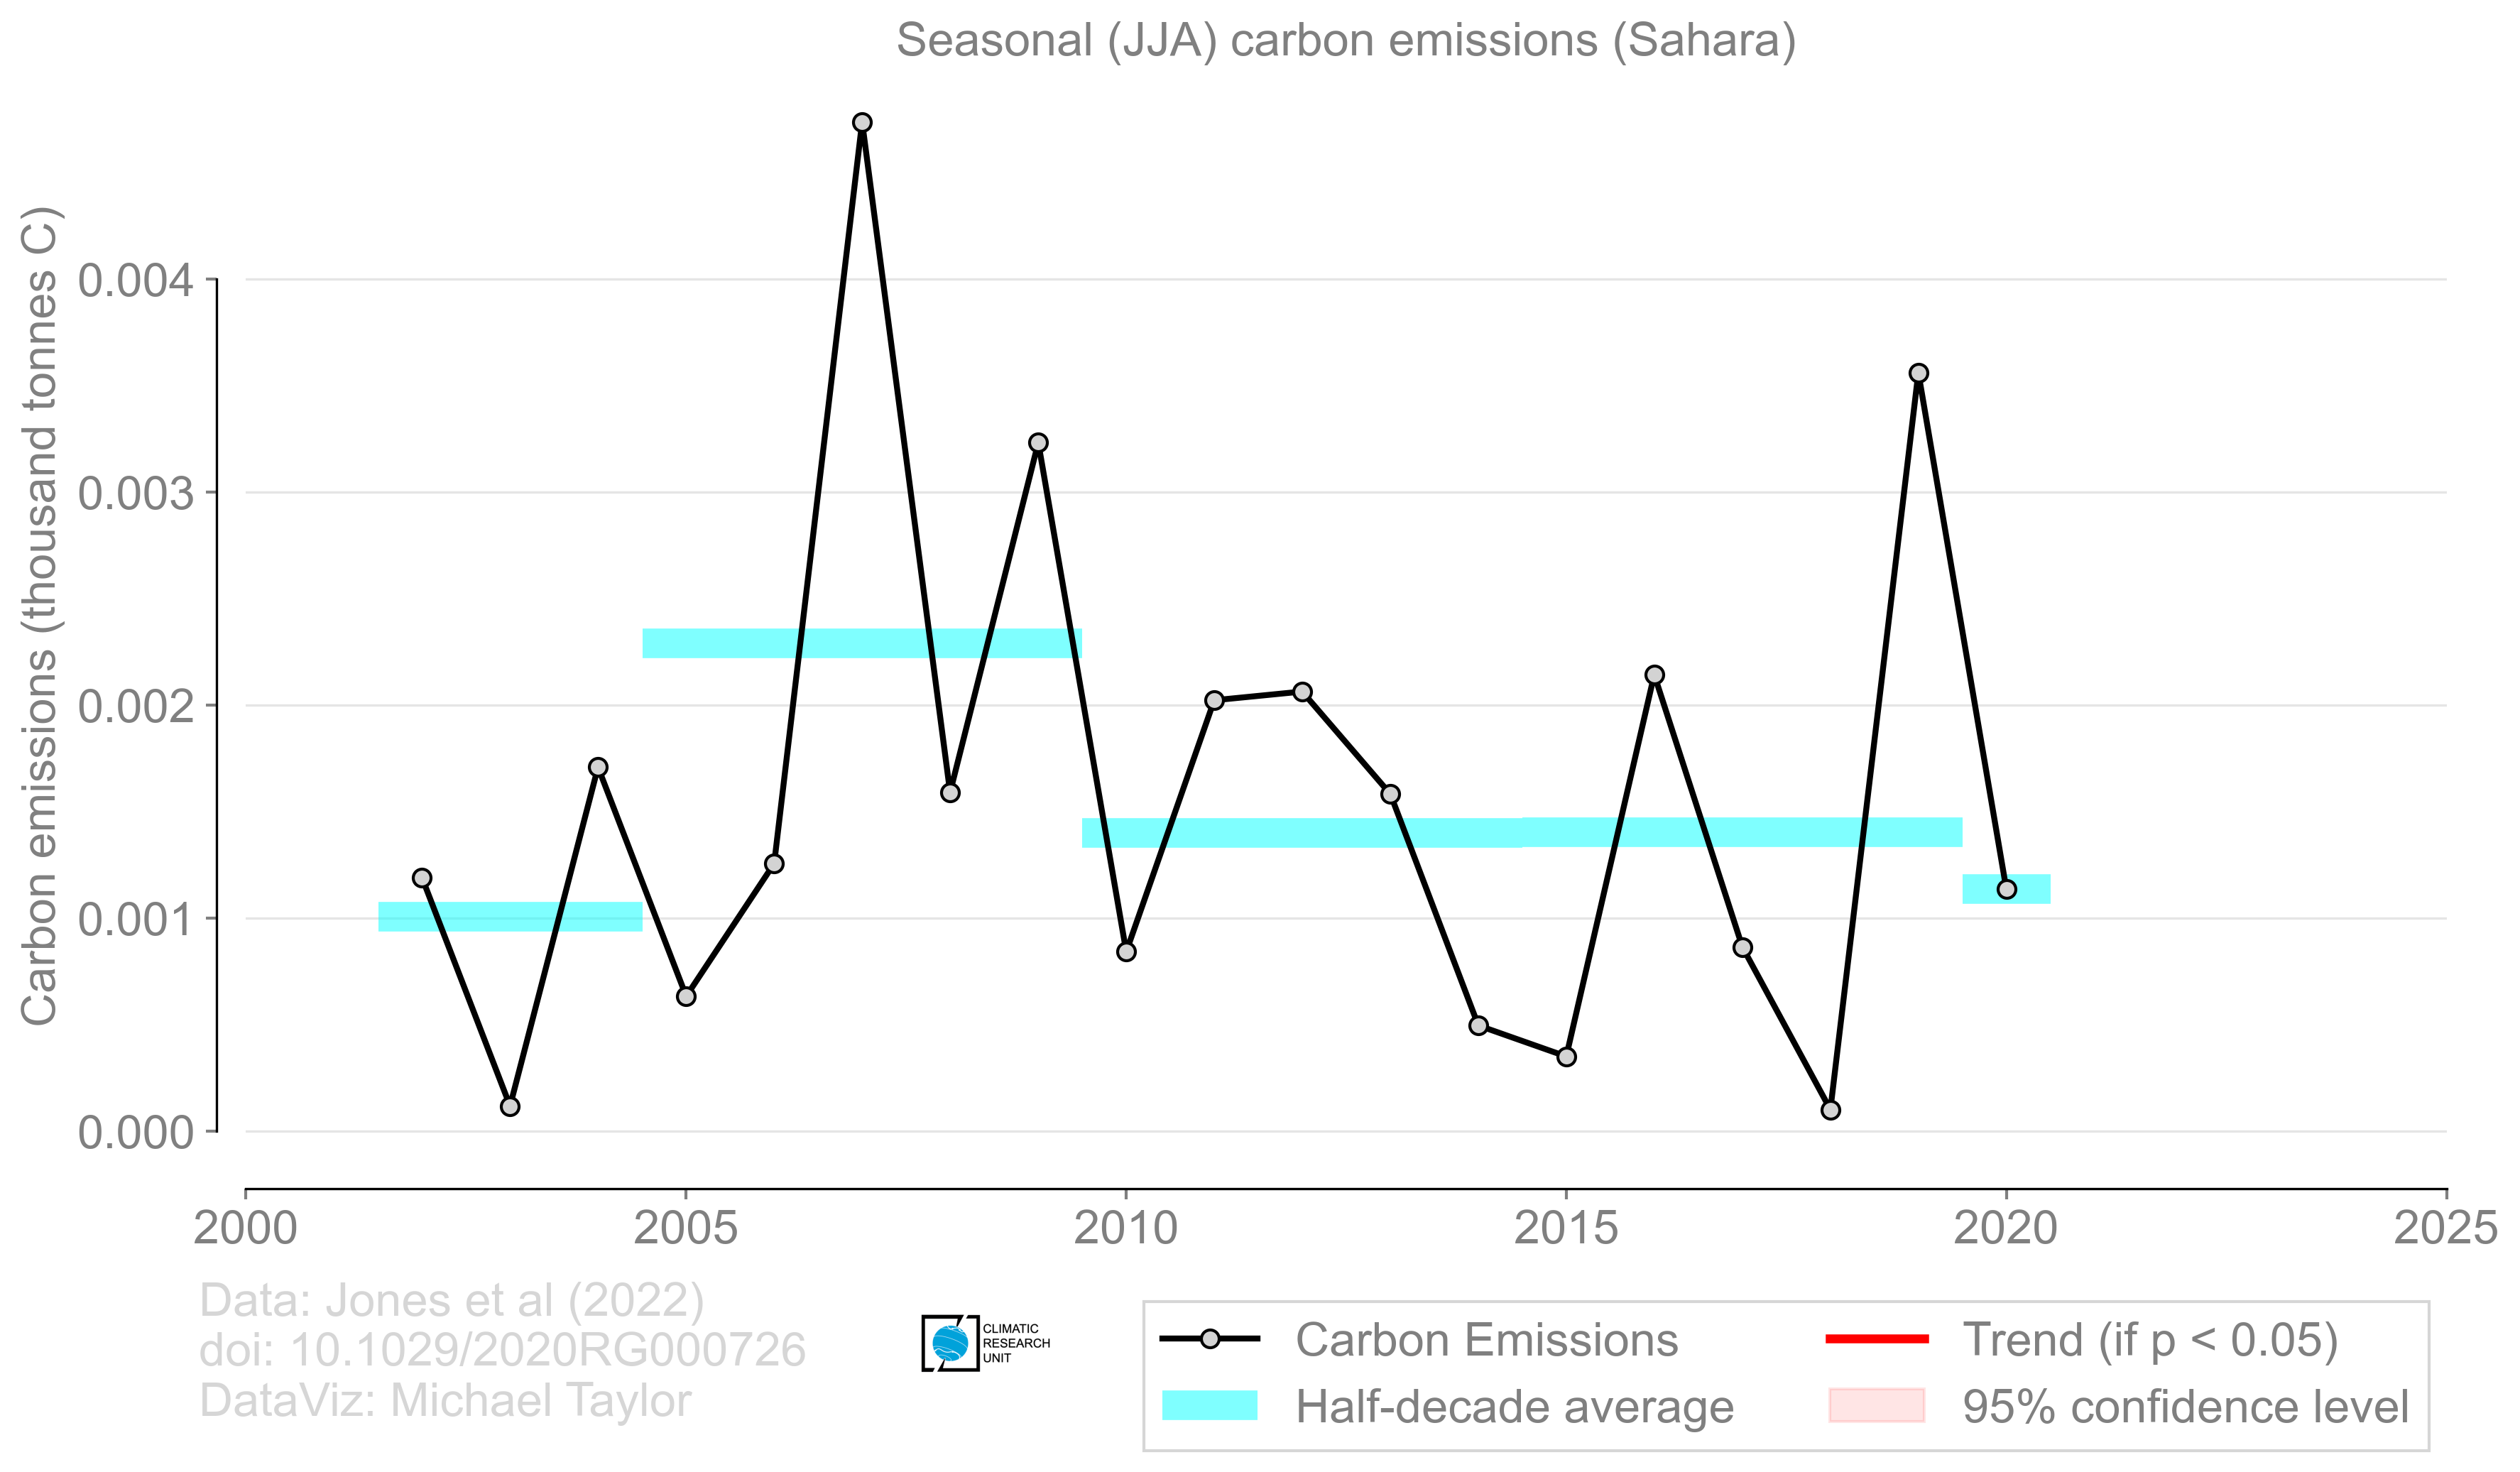 Seasonal (JJA) carbon emissions (Sahara)
Carbon emissions (thousand tonnes C)
0.004
0.003
0.002
0.001
0.000
2000
2005
2010
2015
2020
2025
Data: Jones et al (2022)
doi: 10.1029/2020RG000726
DataViz: Michael Taylor
CLIMATIC
RESEARCH
UNIT
Carbon Emissions
Half-decade average
Trend (if p < 0.05)
95% confidence level